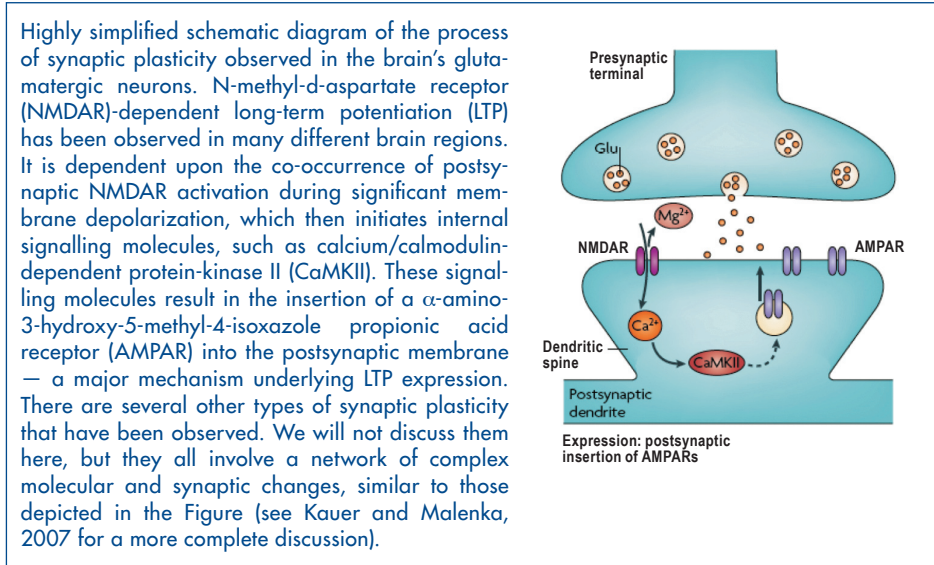 Highly simplified schematic diagram of the process
of synaptic plasticity observed in the brain's gluta-
matergic neurons. N-methyl-d-aspartate receptor
(NMDAR)-dependent long-term potentiation (LTP)
has been observed in many different brain regions.
It is dependent upon the co-occurrence of postsy-
naptic NMDAR activation during significant mem-
brane depolarization, which then initiates internal
signalling molecules, such as calcium/calmodulin-
dependent protein-kinase II (CaMKII). These signal-
ling molecules result in the insertion of a α-amino-
3-hydroxy-5-methyl-4-isoxazole propionic acid
receptor (AMPAR) into the postsynaptic membrane
— a major mechanism underlying LTP expression.
There are several other types of synaptic plasticity
that have been observed. We will not discuss them
here, but they all involve a network of complex
molecular and synaptic changes, similar to those
depicted in the Figure (see Kauer and Malenka,
2007 for a more complete discussion).
Presynaptic
terminal
Glu
Mg²⁺
NMDAR
AMPAR
Ca²⁺
Dendritic
spine
CaMKII
Postsynaptic
dendrite
Expression: postsynaptic
insertion of AMPARs